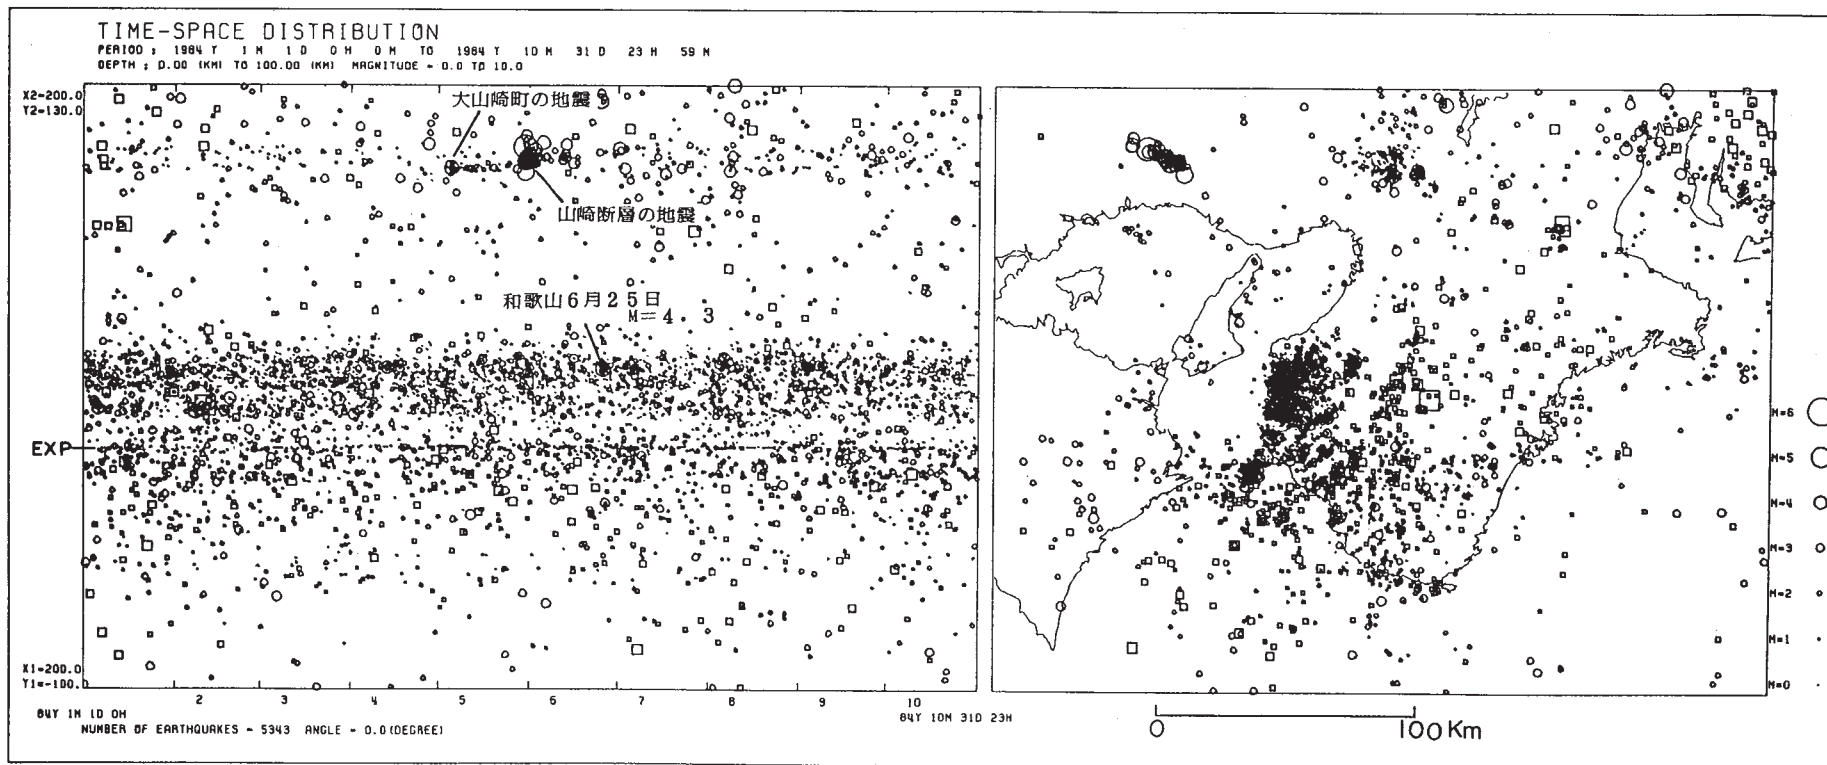 TIME-SPACE DISTRIBUTION
PERIOD ; 1984 Y 1 M 1 D 0 H 0 M TO 1984 Y 10 M 31 D 23 H 59 M
DEPTH ; 0.00 (KM) TO 100.00 (KM) MAGNITUDE = 0.0 TO 10.0
X2=200.0
Y2=130.0
大山崎町の地震
山崎断層の地震
和歌山6月25日
M=4.3
EXP
X1=200.0
Y1=-100.
2 3 4 5 6 7 8 9 10
84Y 1M 1D 0H
84Y 10M 31D 23H
NUMBER OF EARTHQUAKES = 5343 ANGLE = 0.0(DEGREE)
M=6
M=5
M=4
M=3
M=2
M=1
M=0
0 100Km